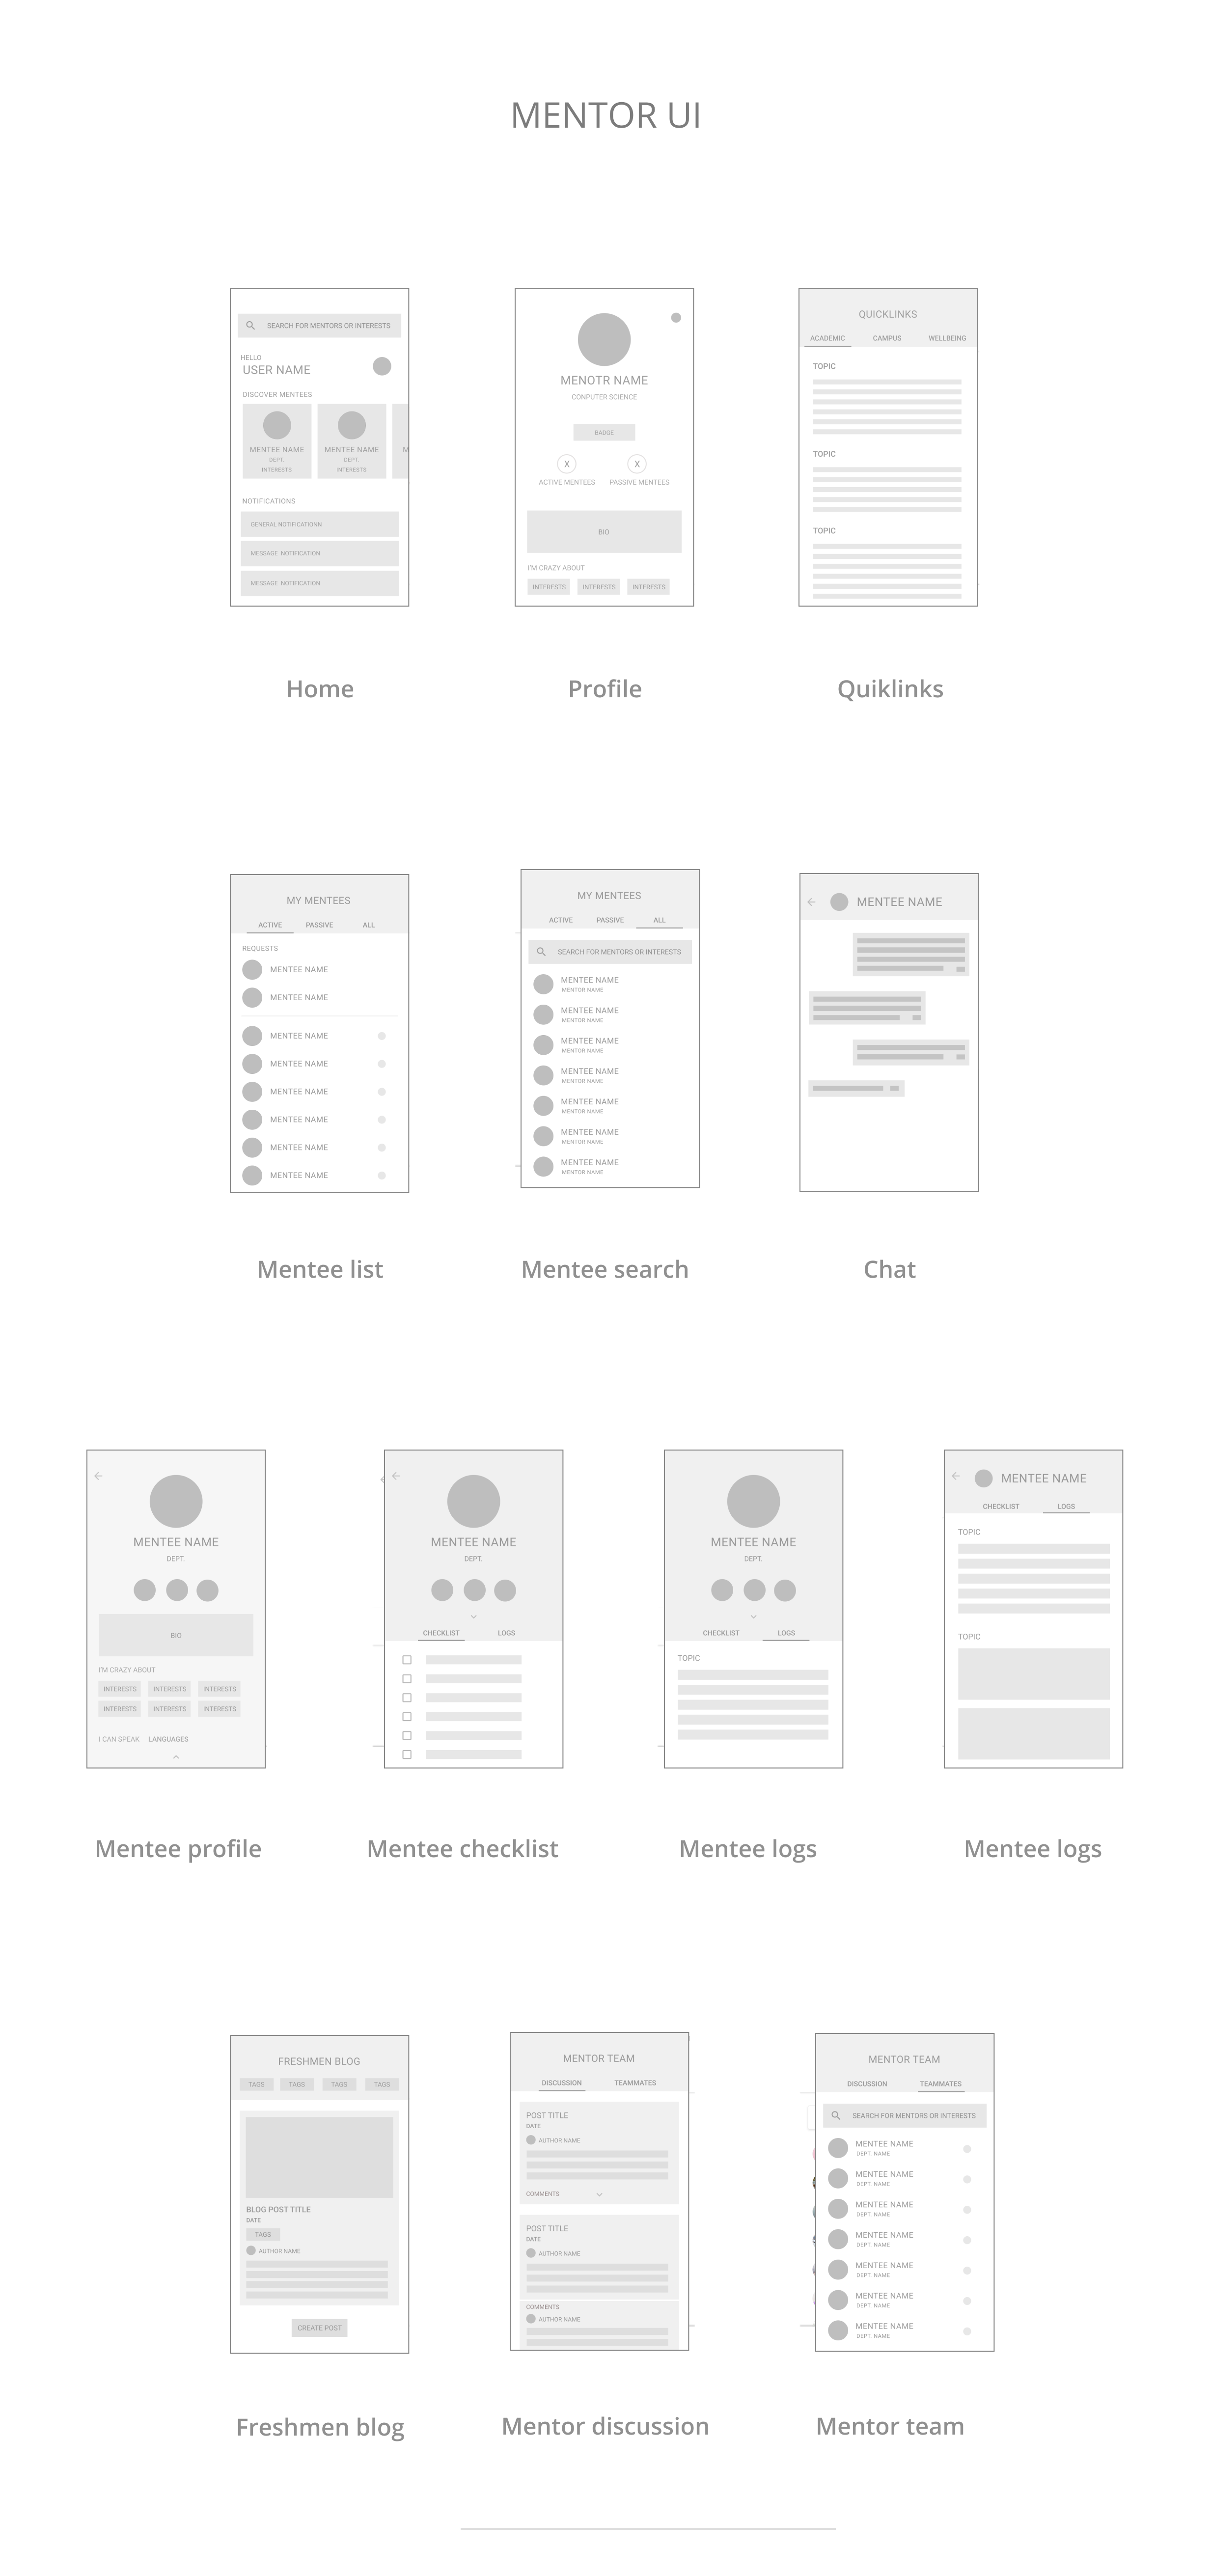 MENTOR UI
SEARCH FOR MENTORS OR INTERESTS
HELLO
USER NAME
DISCOVER MENTEES
MENTEE NAME
DEPT.
INTERESTS
MENTEE NAME
DEPT.
INTERESTS
M
NOTIFICATIONS
GENERAL NOTIFICATIONN
MESSAGE NOTIFICATION
MESSAGE NOTIFICATION
Home
MENOTR NAME
CONPUTER SCIENCE
BADGE
X X
ACTIVE MENTEES PASSIVE MENTEES
BIO
I'M CRAZY ABOUT
INTERESTS INTERESTS INTERESTS
Profile
QUICKLINKS
ACADEMIC CAMPUS WELLBEING
TOPIC
TOPIC
TOPIC
Quiklinks
MY MENTEES
ACTIVE PASSIVE ALL
REQUESTS
MENTEE NAME
MENTEE NAME
MENTEE NAME
MENTEE NAME
MENTEE NAME
MENTEE NAME
MENTEE NAME
MENTEE NAME
Mentee list
MY MENTEES
ACTIVE PASSIVE ALL
SEARCH FOR MENTORS OR INTERESTS
MENTEE NAME
MENTOR NAME
MENTEE NAME
MENTOR NAME
MENTEE NAME
MENTOR NAME
MENTEE NAME
MENTOR NAME
MENTEE NAME
MENTOR NAME
MENTEE NAME
MENTOR NAME
MENTEE NAME
MENTOR NAME
Mentee search
MENTEE NAME
Chat
MENTEE NAME
DEPT.
BIO
I'M CRAZY ABOUT
INTERESTS INTERESTS INTERESTS
INTERESTS INTERESTS INTERESTS
I CAN SPEAK LANGUAGES
Mentee profile
MENTEE NAME
DEPT.
CHECKLIST LOGS
Mentee checklist
MENTEE NAME
DEPT.
CHECKLIST LOGS
TOPIC
Mentee logs
MENTEE NAME
CHECKLIST LOGS
TOPIC
TOPIC
Mentee logs
FRESHMEN BLOG
TAGS TAGS TAGS TAGS
BLOG POST TITLE
DATE
TAGS
AUTHOR NAME
CREATE POST
Freshmen blog
MENTOR TEAM
DISCUSSION TEAMMATES
POST TITLE
DATE
AUTHOR NAME
COMMENTS
POST TITLE
DATE
AUTHOR NAME
COMMENTS
AUTHOR NAME
Mentor discussion
MENTOR TEAM
DISCUSSION TEAMMATES
SEARCH FOR MENTORS OR INTERESTS
MENTEE NAME
DEPT. NAME
MENTEE NAME
DEPT. NAME
MENTEE NAME
DEPT. NAME
MENTEE NAME
DEPT. NAME
MENTEE NAME
DEPT. NAME
MENTEE NAME
DEPT. NAME
MENTEE NAME
DEPT. NAME
Mentor team